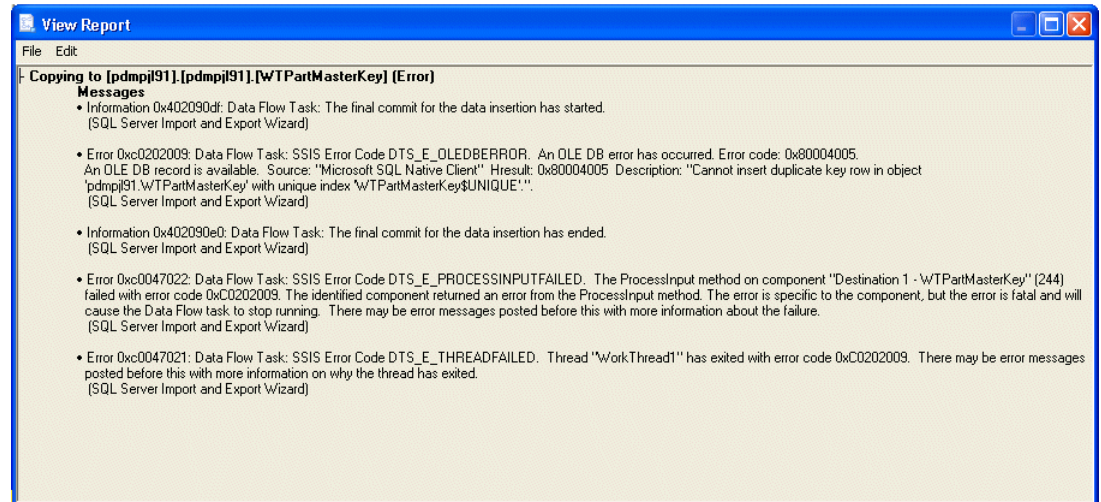 View Report
File Edit
Copying to [pdmpjl91].[pdmpjl91].[WTPartMasterKey] (Error)
Messages
• Information 0x402090df: Data Flow Task: The final commit for the data insertion has started.
(SQL Server Import and Export Wizard)
• Error 0xc0202009: Data Flow Task: SSIS Error Code DTS_E_OLEDBERROR. An OLE DB error has occurred. Error code: 0x80004005.
An OLE DB record is available. Source: "Microsoft SQL Native Client" Hresult: 0x80004005 Description: "Cannot insert duplicate key row in object
'pdmpjl91.WTPartMasterKey' with unique index 'WTPartMasterKey$UNIQUE'.".
(SQL Server Import and Export Wizard)
• Information 0x402090e0: Data Flow Task: The final commit for the data insertion has ended.
(SQL Server Import and Export Wizard)
• Error 0xc0047022: Data Flow Task: SSIS Error Code DTS_E_PROCESSINPUTFAILED. The ProcessInput method on component "Destination 1 - WTPartMasterKey" (244)
failed with error code 0xC0202009. The identified component returned an error from the ProcessInput method. The error is specific to the component, but the error is fatal and will
cause the Data Flow task to stop running. There may be error messages posted before this with more information about the failure.
(SQL Server Import and Export Wizard)
• Error 0xc0047021: Data Flow Task: SSIS Error Code DTS_E_THREADFAILED. Thread "WorkThread1" has exited with error code 0xC0202009. There may be error messages
posted before this with more information on why the thread has exited.
(SQL Server Import and Export Wizard)